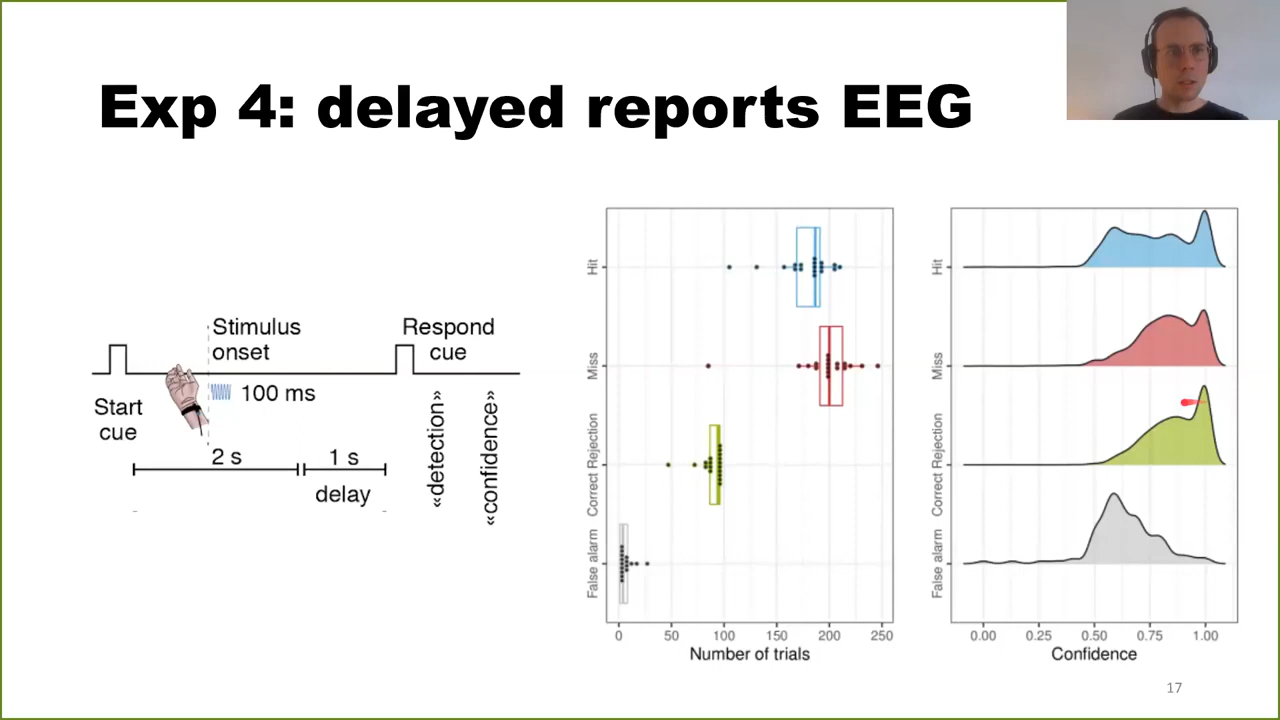 Exp 4: delayed reports EEG
Stimulus
onset
Respond
cue
100 ms
Start
cue
2 s
1 s
delay
«detection»
«confidence»
Hit
Miss
Correct Rejection
False alarm
0 50 100 150 200 250
Number of trials
Hit
Miss
Correct Rejection
False alarm
0.00 0.25 0.50 0.75 1.00
Confidence
17